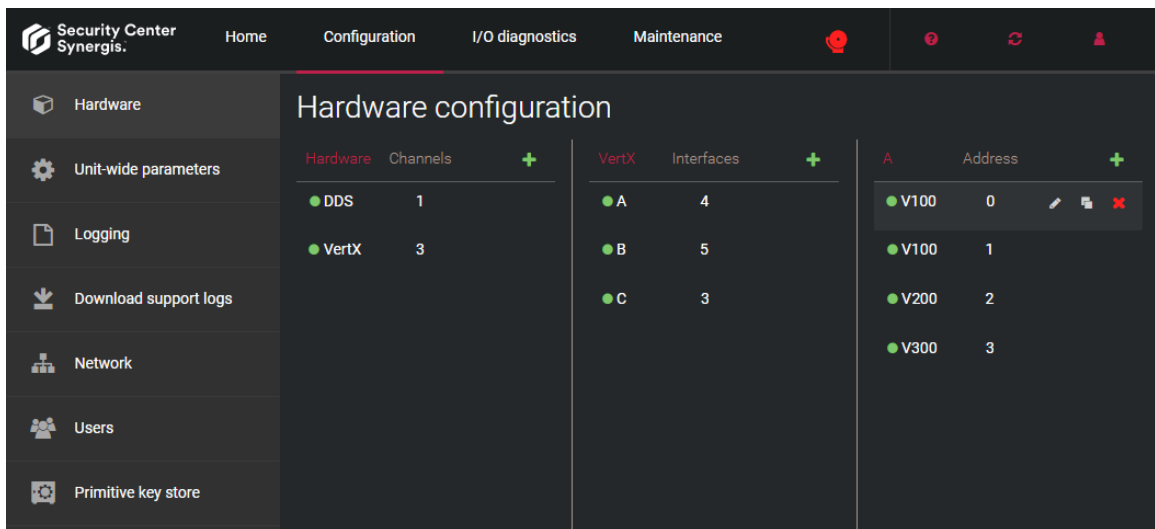 Security Center
Synergis.
Home Configuration I/O diagnostics Maintenance
Hardware
Unit-wide parameters
Logging
Download support logs
Network
Users
Primitive key store
Hardware configuration
Hardware Channels
DDS 1
VertX 3
VertX Interfaces
A 4
B 5
C 3
A Address
V100 0
V100 1
V200 2
V300 3